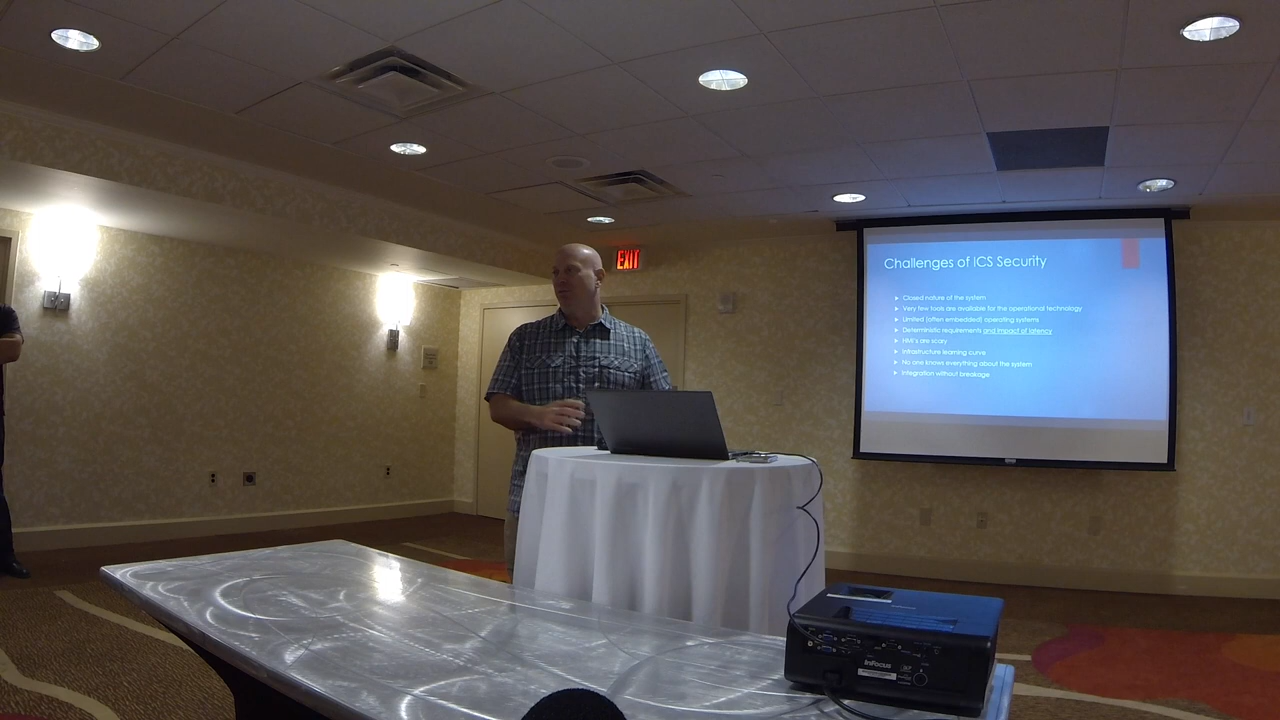 EXIT
Challenges of ICS Security
Closed nature of the system
Very few tools are available for the operational technology
Limited (often embedded) operating systems
Deterministic requirements and impact of latency
HMI's are scary
Infrastructure learning curve
No one knows everything about the system
Integration without breakage
InFocus